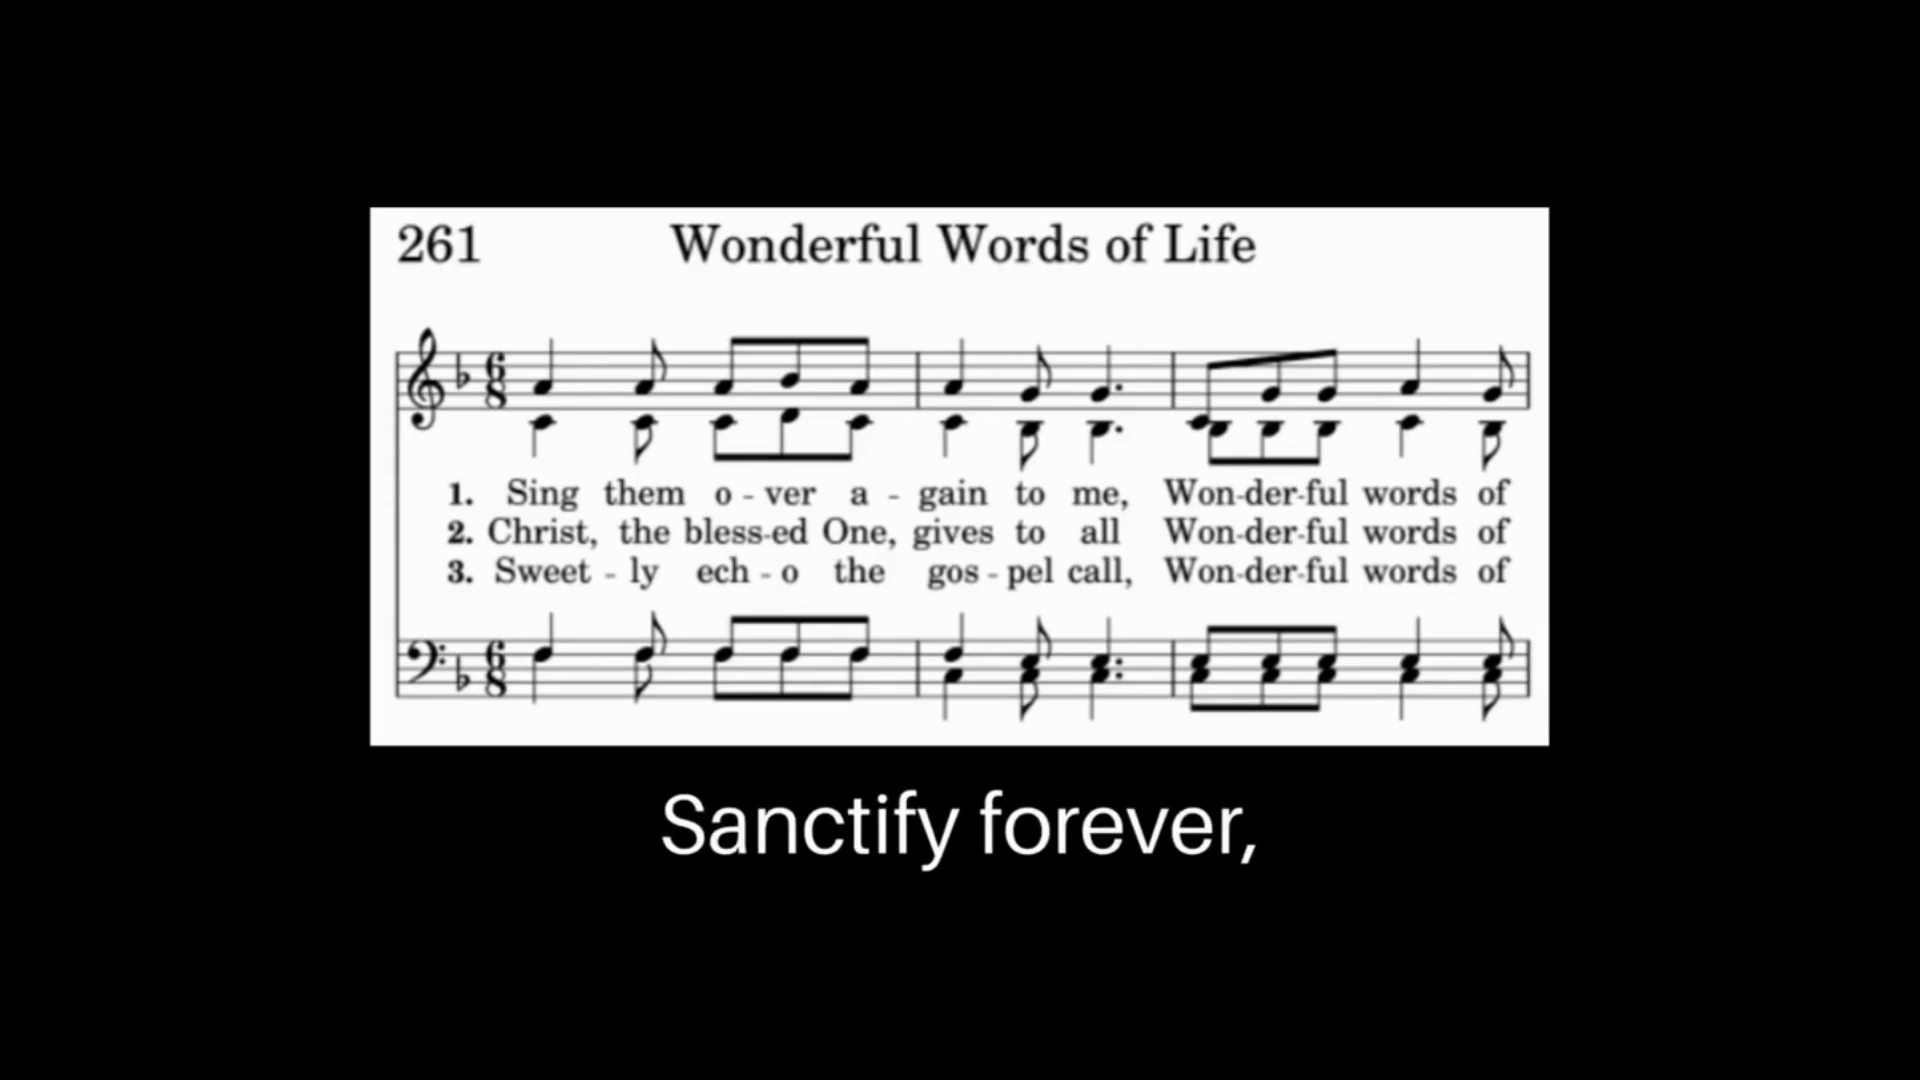 261 Wonderful Words of Life
1. Sing them o - ver a - gain to me, Won-der-ful words of
2. Christ, the bless-ed One, gives to all Won-der-ful words of
3. Sweet - ly ech - o the gos - pel call, Won-der-ful words of
Sanctify forever,